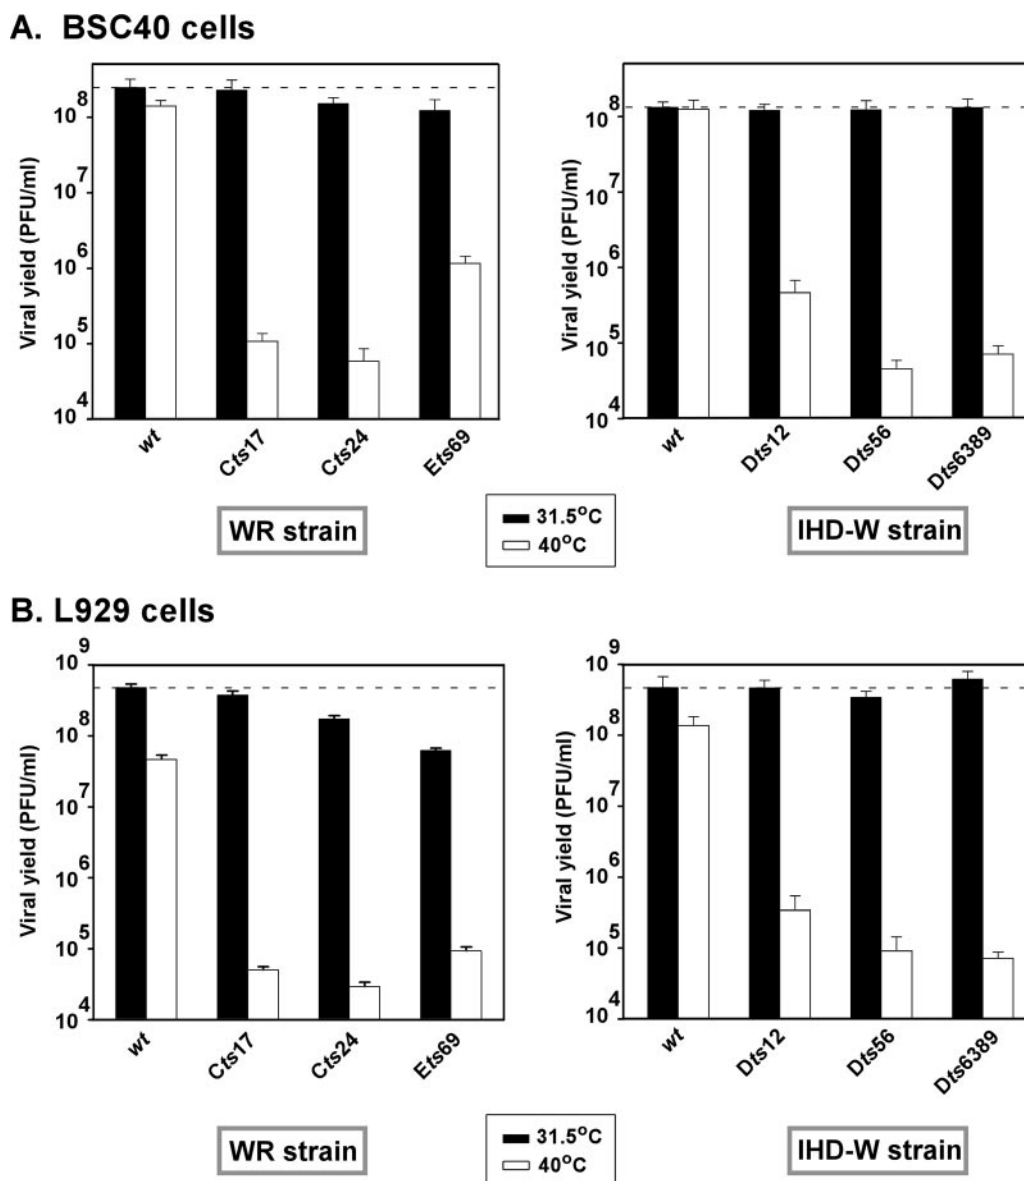 A. BSC40 cells
Viral yield (PFU/ml)
10^8
10^7
10^6
10^5
10^4
wt
Cts17
Cts24
Ets69
WR strain
Viral yield (PFU/ml)
10^8
10^7
10^6
10^5
10^4
wt
Dts12
Dts56
Dts6389
IHD-W strain
31.5°C
40°C
B. L929 cells
Viral yield (PFU/ml)
10^9
10^8
10^7
10^6
10^5
10^4
wt
Cts17
Cts24
Ets69
WR strain
Viral yield (PFU/ml)
10^9
10^8
10^7
10^6
10^5
10^4
wt
Dts12
Dts56
Dts6389
IHD-W strain
31.5°C
40°C